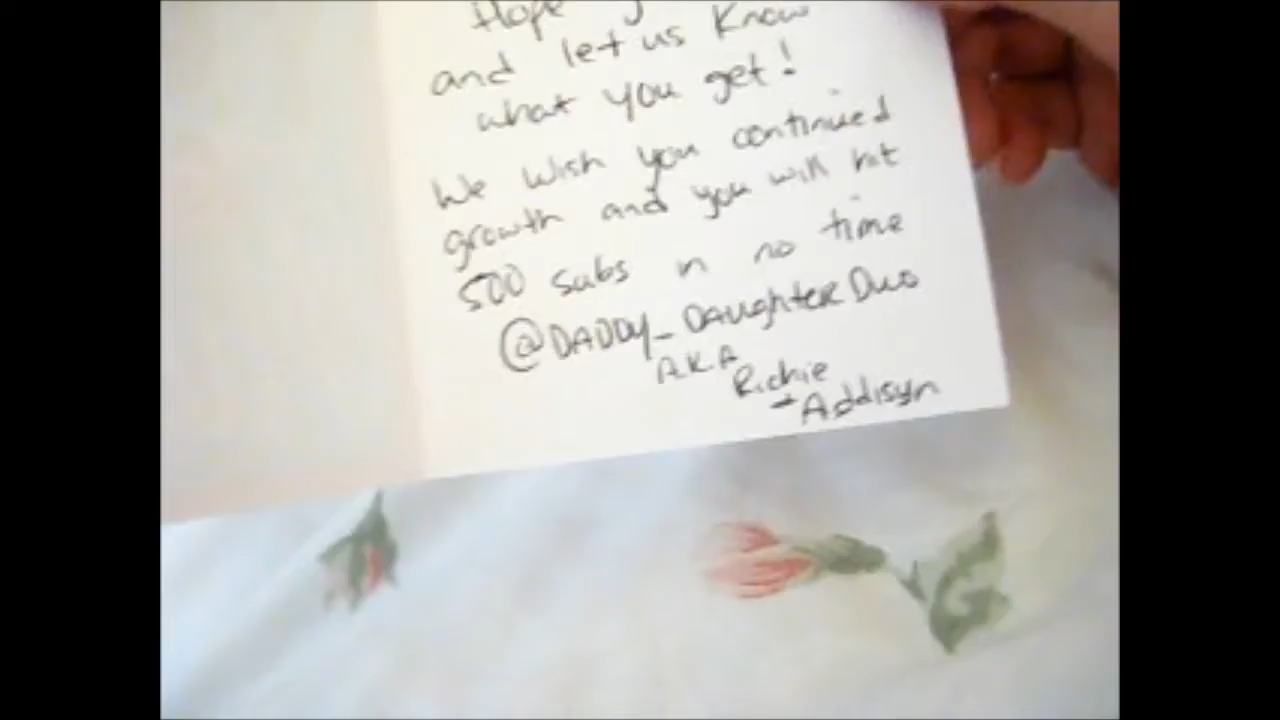 Hope
and let us know
what you get!
We wish you continued
growth and you will hit
500 subs in no time
@DADDY_DAughterDuo
A.K.A
Richie
+Addisyn